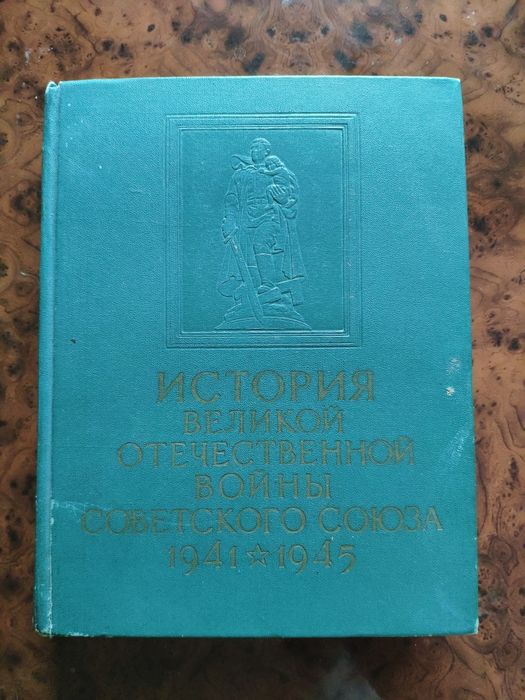 ИСТОРИЯ
ВЕЛИКОЙ
ОТЕЧЕСТВЕННОЙ
ВОЙНЫ
СОВЕТСКОГО СОЮЗА
1941 ☆ 1945